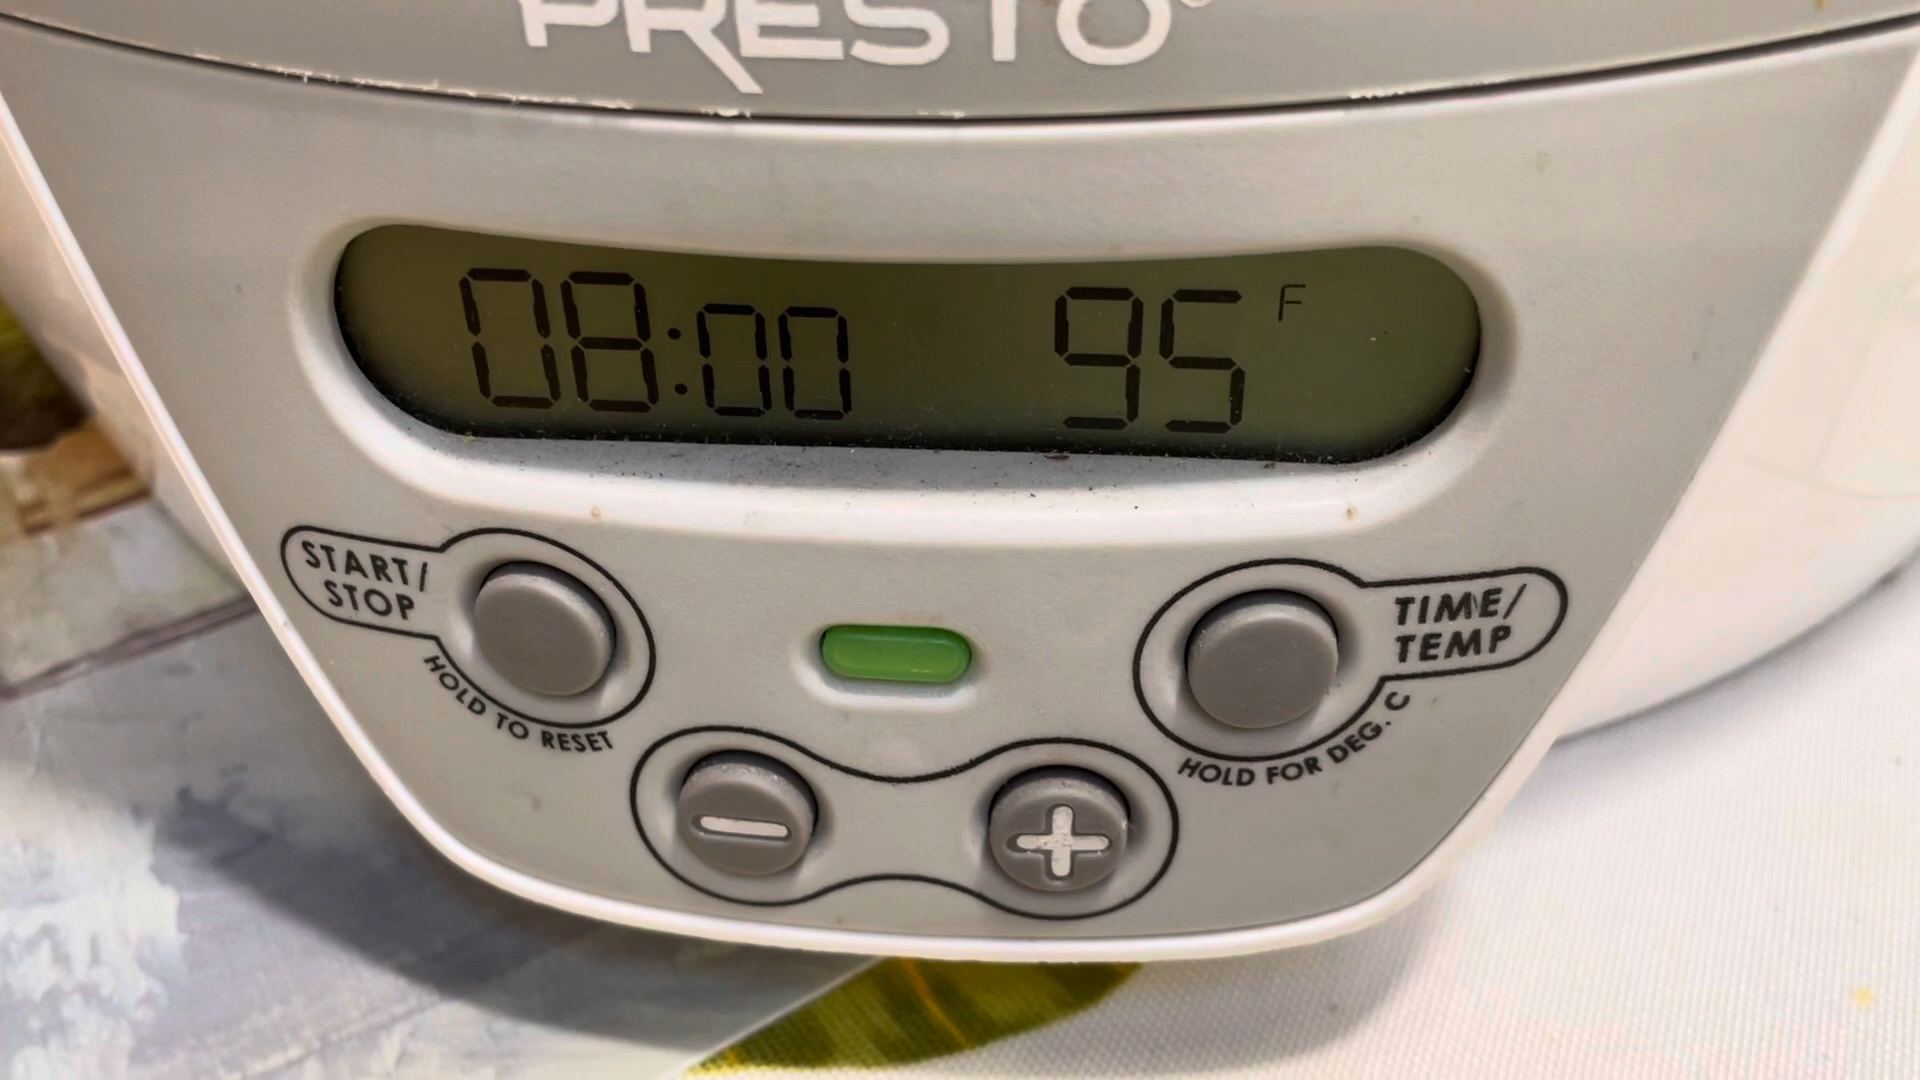 PRESTO
08:00 95 F
START/
STOP
HOLD TO RESET
TIME/
TEMP
HOLD FOR DEG. C